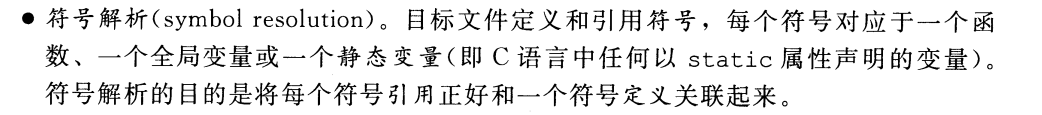 ● 符号解析(symbol resolution)。目标文件定义和引用符号，每个符号对应于一个函
数、一个全局变量或一个静态变量(即 C 语言中任何以 static 属性声明的变量)。
符号解析的目的是将每个符号引用正好和一个符号定义关联起来。